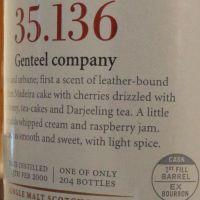 35.136
Genteel company
and urbane; first a scent of leather-bound
Madeira cake with cherries drizzled with
tea-cakes and Darjeeling tea. A little
whipped cream and raspberry jam.
smooth and sweet, with light spice.
DISTILLED
FEB 2000
ONE OF ONLY
204 BOTTLES
SINGLE MALT SCOTCH
CASK
1ST FILL
BARREL
EX
BOURBON